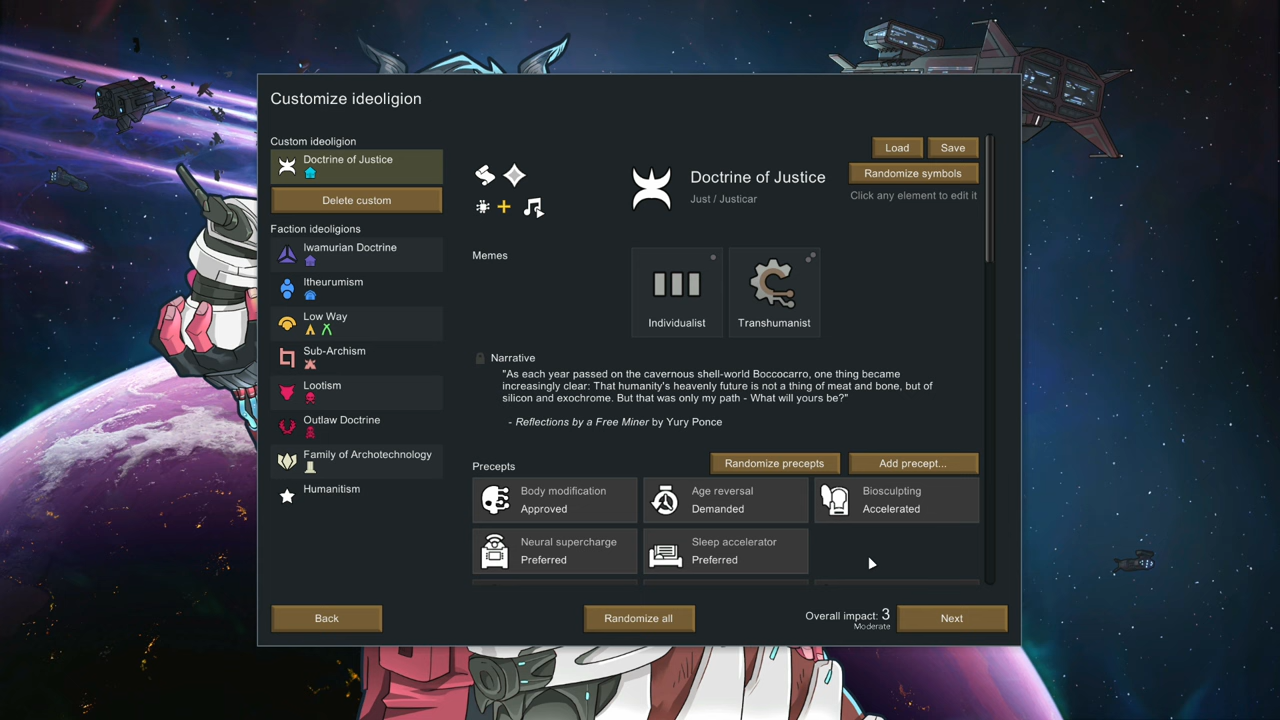 Customize ideoligion
Custom ideoligion
Doctrine of Justice
Delete custom
Faction ideoligions
Iwamurian Doctrine
Itheurumism
Low Way
Sub-Archism
Lootism
Outlaw Doctrine
Family of Archotechnology
Humanitism
Load
Save
Doctrine of Justice
Just / Justicar
Randomize symbols
Click any element to edit it
Memes
Individualist
Transhumanist
Narrative
"As each year passed on the cavernous shell-world Boccocarro, one thing became
increasingly clear: That humanity's heavenly future is not a thing of meat and bone, but of
silicon and exochrome. But that was only my path - What will yours be?"
- Reflections by a Free Miner by Yury Ponce
Precepts
Randomize precepts
Add precept...
Body modification
Approved
Age reversal
Demanded
Biosculpting
Accelerated
Neural supercharge
Preferred
Sleep accelerator
Preferred
Back
Randomize all
Overall impact: 3
Moderate
Next